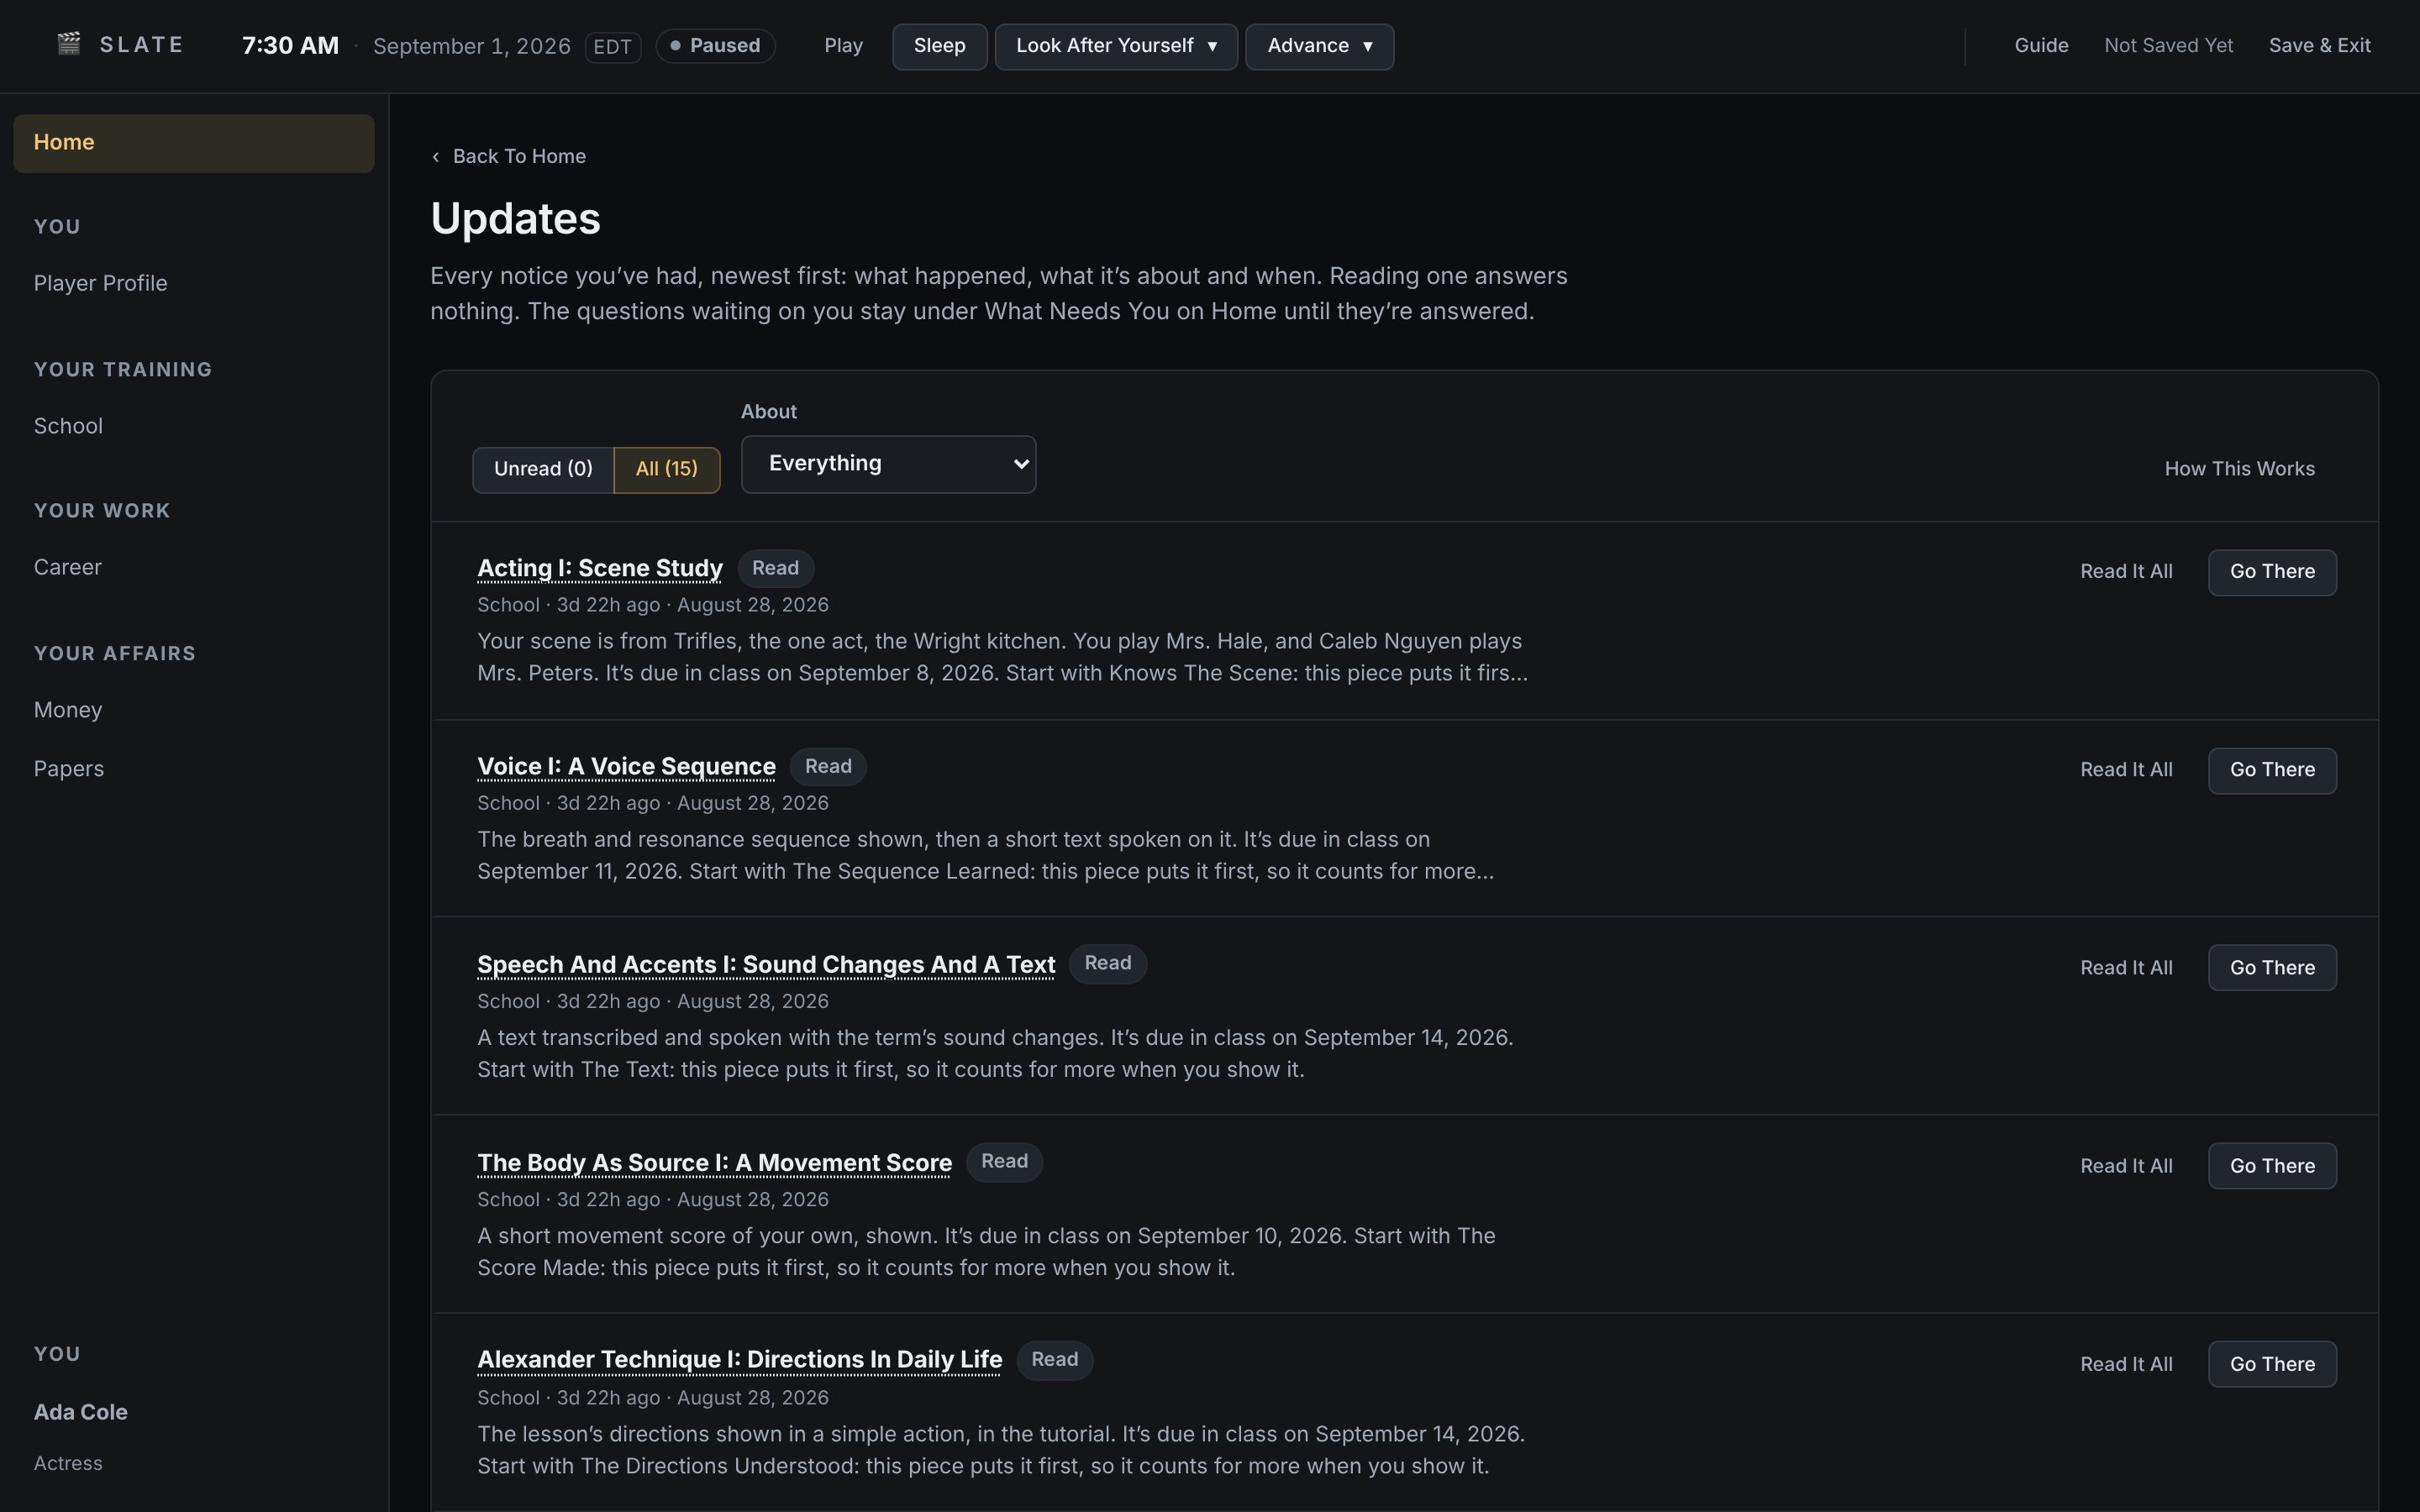 🎬 SLATE
7:30 AM · September 1, 2026 EDT Paused
Play
Sleep
Look After Yourself ▾
Advance ▾
Guide
Not Saved Yet
Save & Exit
Home
YOU
Player Profile
YOUR TRAINING
School
YOUR WORK
Career
YOUR AFFAIRS
Money
Papers
YOU
Ada Cole
Actress
‹ Back To Home
Updates
Every notice you’ve had, newest first: what happened, what it’s about and when. Reading one answers
nothing. The questions waiting on you stay under What Needs You on Home until they’re answered.
Unread (0)
All (15)
About
Everything
How This Works
Acting I: Scene Study Read
Read It All
Go There
School · 3d 22h ago · August 28, 2026
Your scene is from Trifles, the one act, the Wright kitchen. You play Mrs. Hale, and Caleb Nguyen plays
Mrs. Peters. It’s due in class on September 8, 2026. Start with Knows The Scene: this piece puts it firs…
Voice I: A Voice Sequence Read
Read It All
Go There
School · 3d 22h ago · August 28, 2026
The breath and resonance sequence shown, then a short text spoken on it. It’s due in class on
September 11, 2026. Start with The Sequence Learned: this piece puts it first, so it counts for more…
Speech And Accents I: Sound Changes And A Text Read
Read It All
Go There
School · 3d 22h ago · August 28, 2026
A text transcribed and spoken with the term’s sound changes. It’s due in class on September 14, 2026.
Start with The Text: this piece puts it first, so it counts for more when you show it.
The Body As Source I: A Movement Score Read
Read It All
Go There
School · 3d 22h ago · August 28, 2026
A short movement score of your own, shown. It’s due in class on September 10, 2026. Start with The
Score Made: this piece puts it first, so it counts for more when you show it.
Alexander Technique I: Directions In Daily Life Read
Read It All
Go There
School · 3d 22h ago · August 28, 2026
The lesson’s directions shown in a simple action, in the tutorial. It’s due in class on September 14, 2026.
Start with The Directions Understood: this piece puts it first, so it counts for more when you show it.